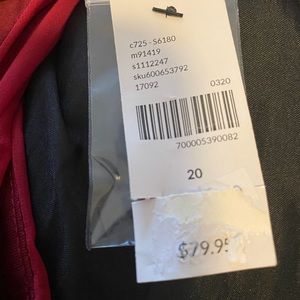 c725 - S6180
m91419
s1112247
sku600653792
17092 0320
700005390082
20
$79.95